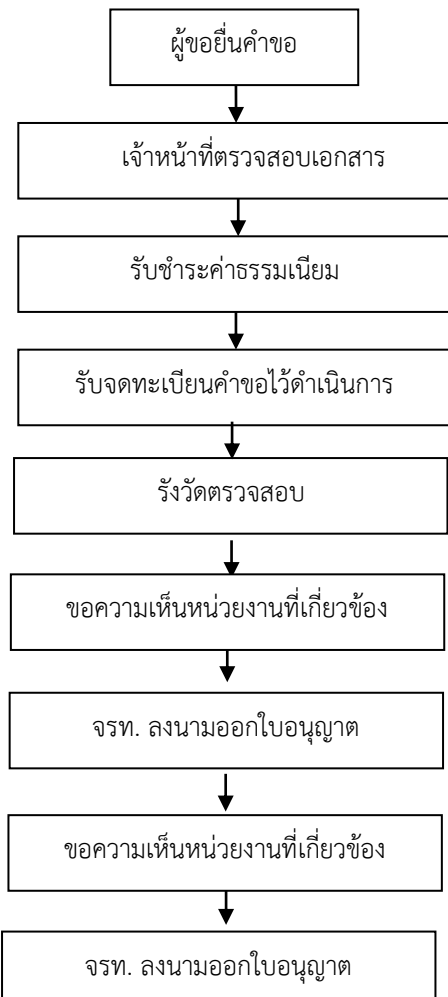 ผู้ขอยื่นคำขอ
เจ้าหน้าที่ตรวจสอบเอกสาร
รับชำระค่าธรรมเนียม
รับจดทะเบียนคำขอไว้ดำเนินการ
รังวัดตรวจสอบ
ขอความเห็นหน่วยงานที่เกี่ยวข้อง
จรท. ลงนามออกใบอนุญาต
ขอความเห็นหน่วยงานที่เกี่ยวข้อง
จรท. ลงนามออกใบอนุญาต